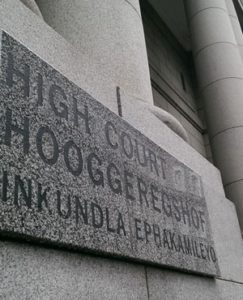 HIGH COURT
HOOGGEREGSHOF
INKUNDLA EPHAKAMILEYO